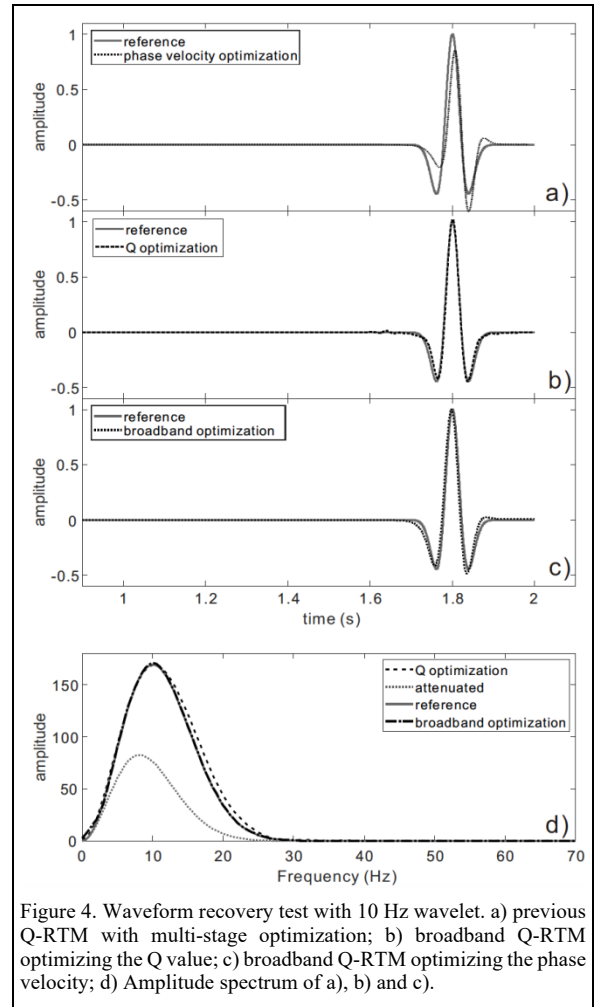 reference
phase velocity optimization
1
0.5
0
-0.5
amplitude
a)
reference
Q optimization
1
0.5
0
-0.5
amplitude
b)
reference
broadband optimization
1
0.5
0
-0.5
amplitude
c)
1 1.2 1.4 1.6 1.8 2
time (s)
Q optimization
attenuated
reference
broadband optimization
150
100
50
0
amplitude
d)
0 10 20 30 40 50 60 70
Frequency (Hz)
Figure 4. Waveform recovery test with 10 Hz wavelet. a) previous
Q-RTM with multi-stage optimization; b) broadband Q-RTM
optimizing the Q value; c) broadband Q-RTM optimizing the phase
velocity; d) Amplitude spectrum of a), b) and c).